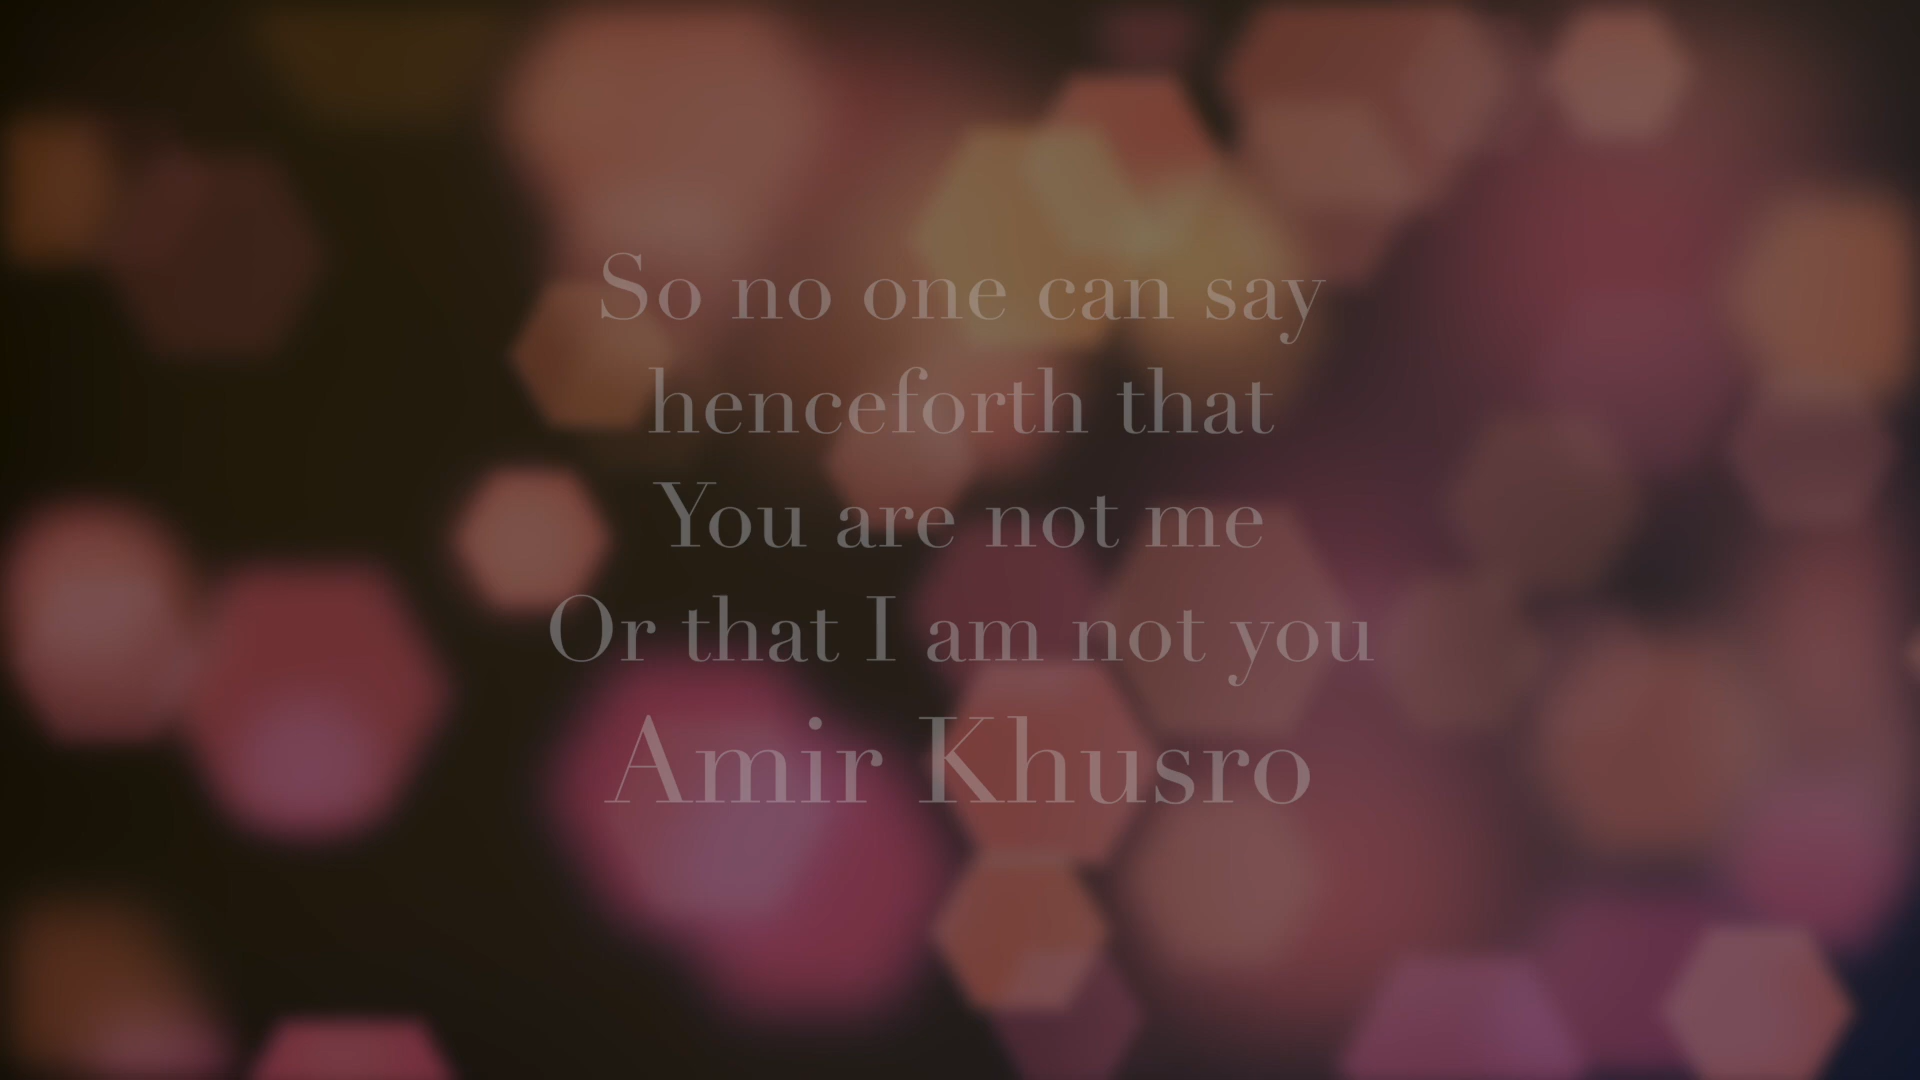 So no one can say
henceforth that
You are not me
Or that I am not you
Amir Khusro